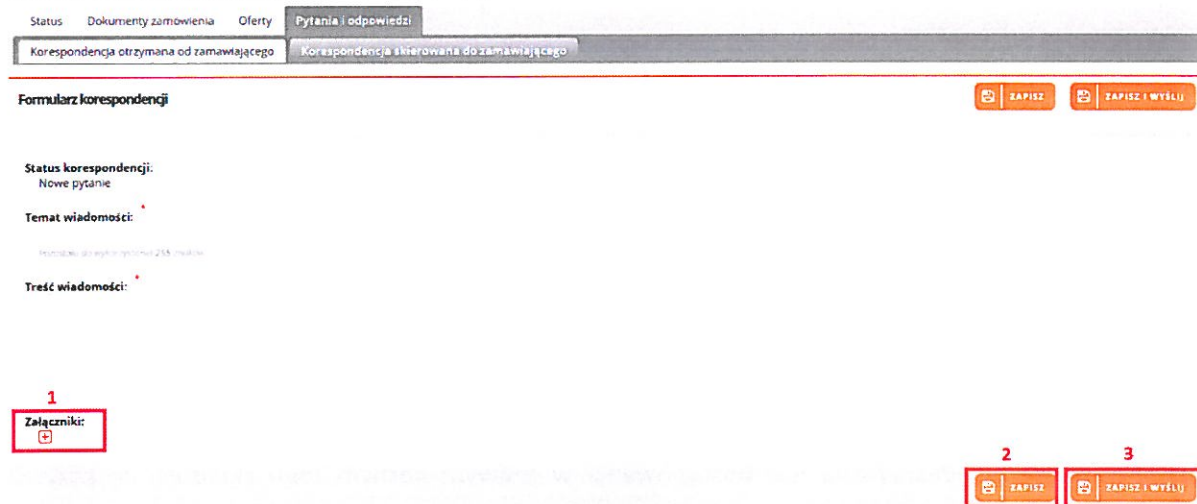 Status Dokumenty zamówienia Oferty Pytania i odpowiedzi
Korespondencja otrzymana od zamawiającego Korespondencja skierowana do zamawiającego
Formularz korespondencji ZAPISZ ZAPISZ I WYŚLIJ
Status korespondencji:
Nowe pytanie
Temat wiadomości: *
Treść wiadomości: *
1
Załączniki:
+
2 3
ZAPISZ ZAPISZ I WYŚLIJ